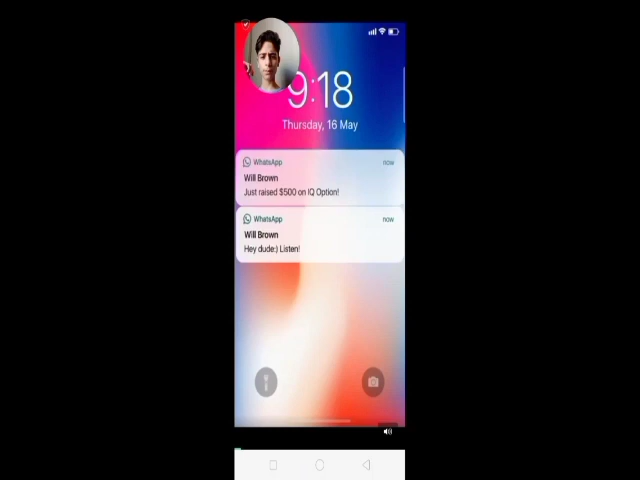 9:18
Thursday, 16 May
WhatsApp
now
Will Brown
Just raised $500 on IQ Option!
WhatsApp
now
Will Brown
Hey dude:) Listen!